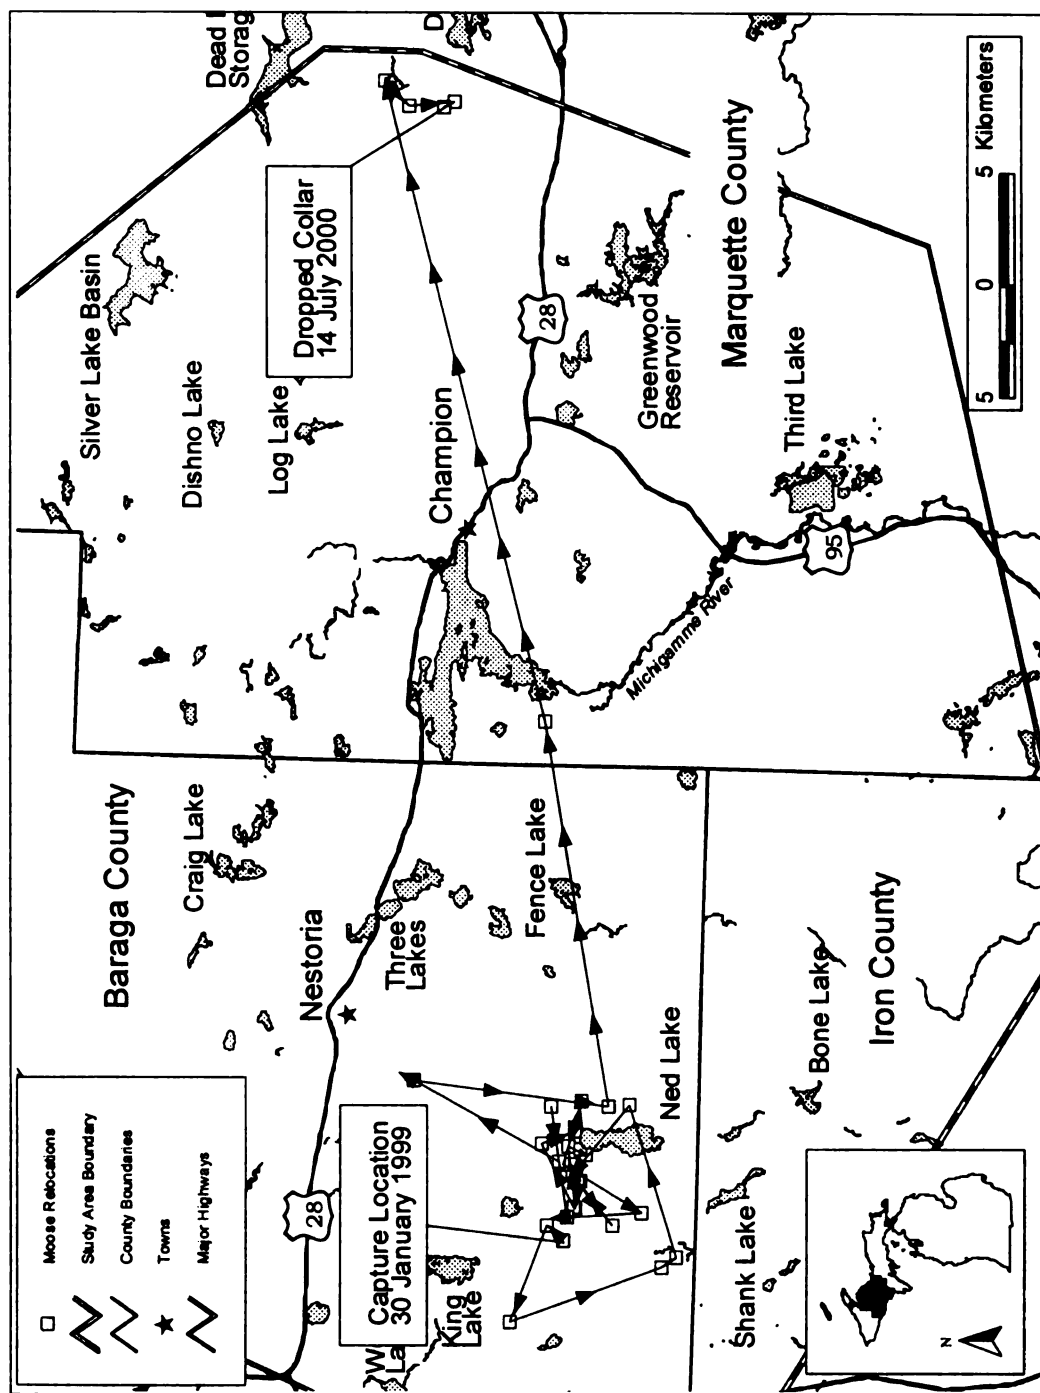 Moose Relocations
Study Area Boundary
County Boundaries
Towns
Major Highways
Baraga County
Craig Lake
Nestoria
Three
Lakes
Fence Lake
28
Capture Location
30 January 1999
King
Lake
Ned Lake
Shank Lake
Bone Lake
Iron County
N
Silver Lake Basin
Dishno Lake
Log Lake
Champion
Dead
Storag
Dropped Collar
14 July 2000
28
Greenwood
Reservoir
Marquette County
Third Lake
Michigamme River
95
5 0 5 Kilometers